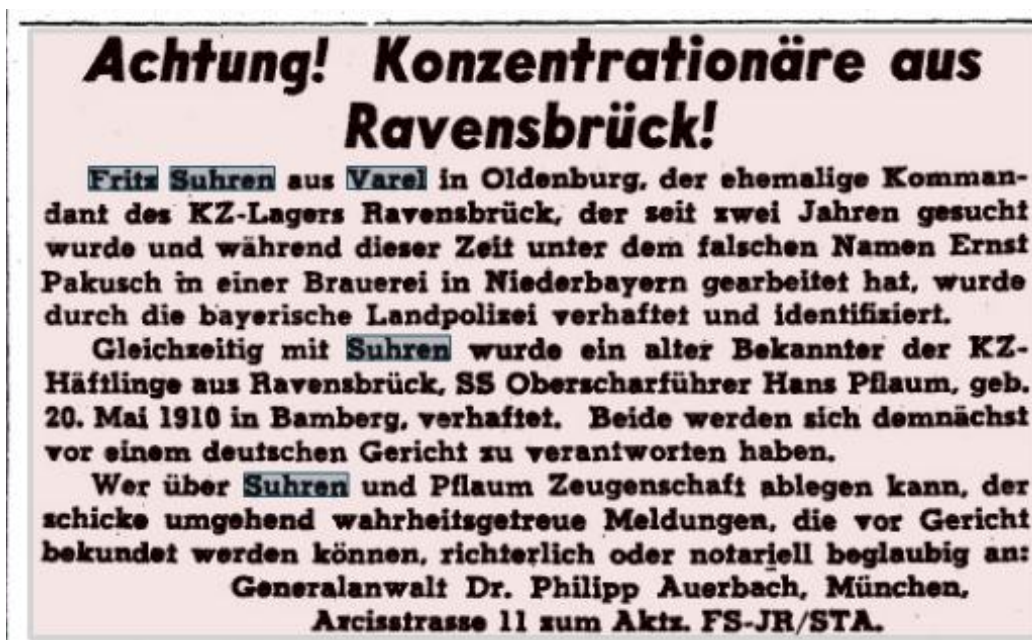 Achtung! Konzentrationäre aus
Ravensbrück!
Fritz Suhren aus Varel in Oldenburg, der ehemalige Komman-
dant des KZ-Lagers Ravensbrück, der seit zwei Jahren gesucht
wurde und während dieser Zeit unter dem falschen Namen Ernst
Pakusch in einer Brauerei in Niederbayern gearbeitet hat, wurde
durch die bayerische Landpolizei verhaftet und identifiziert.
Gleichzeitig mit Suhren wurde ein alter Bekannter der KZ-
Häftlinge aus Ravensbrück, SS Oberscharführer Hans Pflaum, geb.
20. Mai 1910 in Bamberg, verhaftet. Beide werden sich demnächst
vor einem deutschen Gericht zu verantworten haben.
Wer über Suhren und Pflaum Zeugenschaft ablegen kann, der
schicke umgehend wahrheitsgetreue Meldungen, die vor Gericht
bekundet werden können, richterlich oder notariell beglaubig an:
Generalanwalt Dr. Philipp Auerbach, München,
Arcisstrasse 11 zum Aktz. FS-JR/STA.